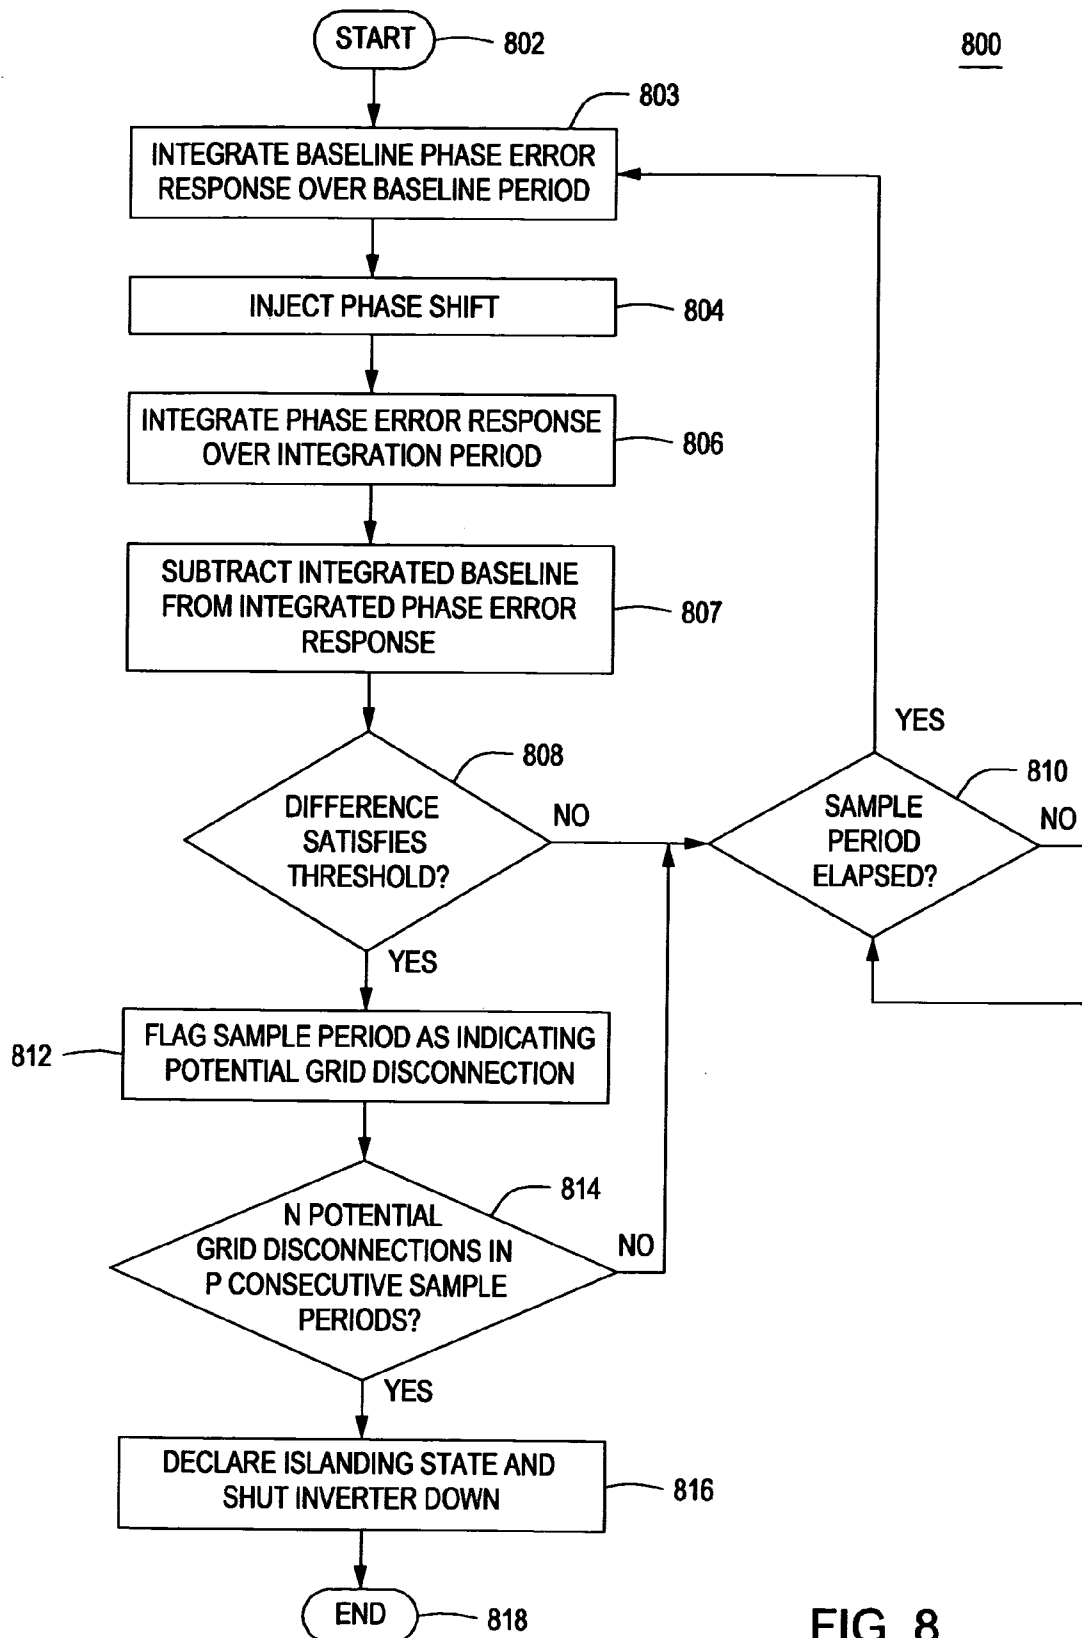 START
802
800
803
INTEGRATE BASELINE PHASE ERROR
RESPONSE OVER BASELINE PERIOD
INJECT PHASE SHIFT
804
INTEGRATE PHASE ERROR RESPONSE
OVER INTEGRATION PERIOD
806
SUBTRACT INTEGRATED BASELINE
FROM INTEGRATED PHASE ERROR
RESPONSE
807
808
DIFFERENCE
SATISFIES
THRESHOLD?
NO
YES
YES
810
SAMPLE
PERIOD
ELAPSED?
NO
812
FLAG SAMPLE PERIOD AS INDICATING
POTENTIAL GRID DISCONNECTION
814
N POTENTIAL
GRID DISCONNECTIONS IN
P CONSECUTIVE SAMPLE
PERIODS?
NO
YES
DECLARE ISLANDING STATE AND
SHUT INVERTER DOWN
816
END
818
FIG. 8